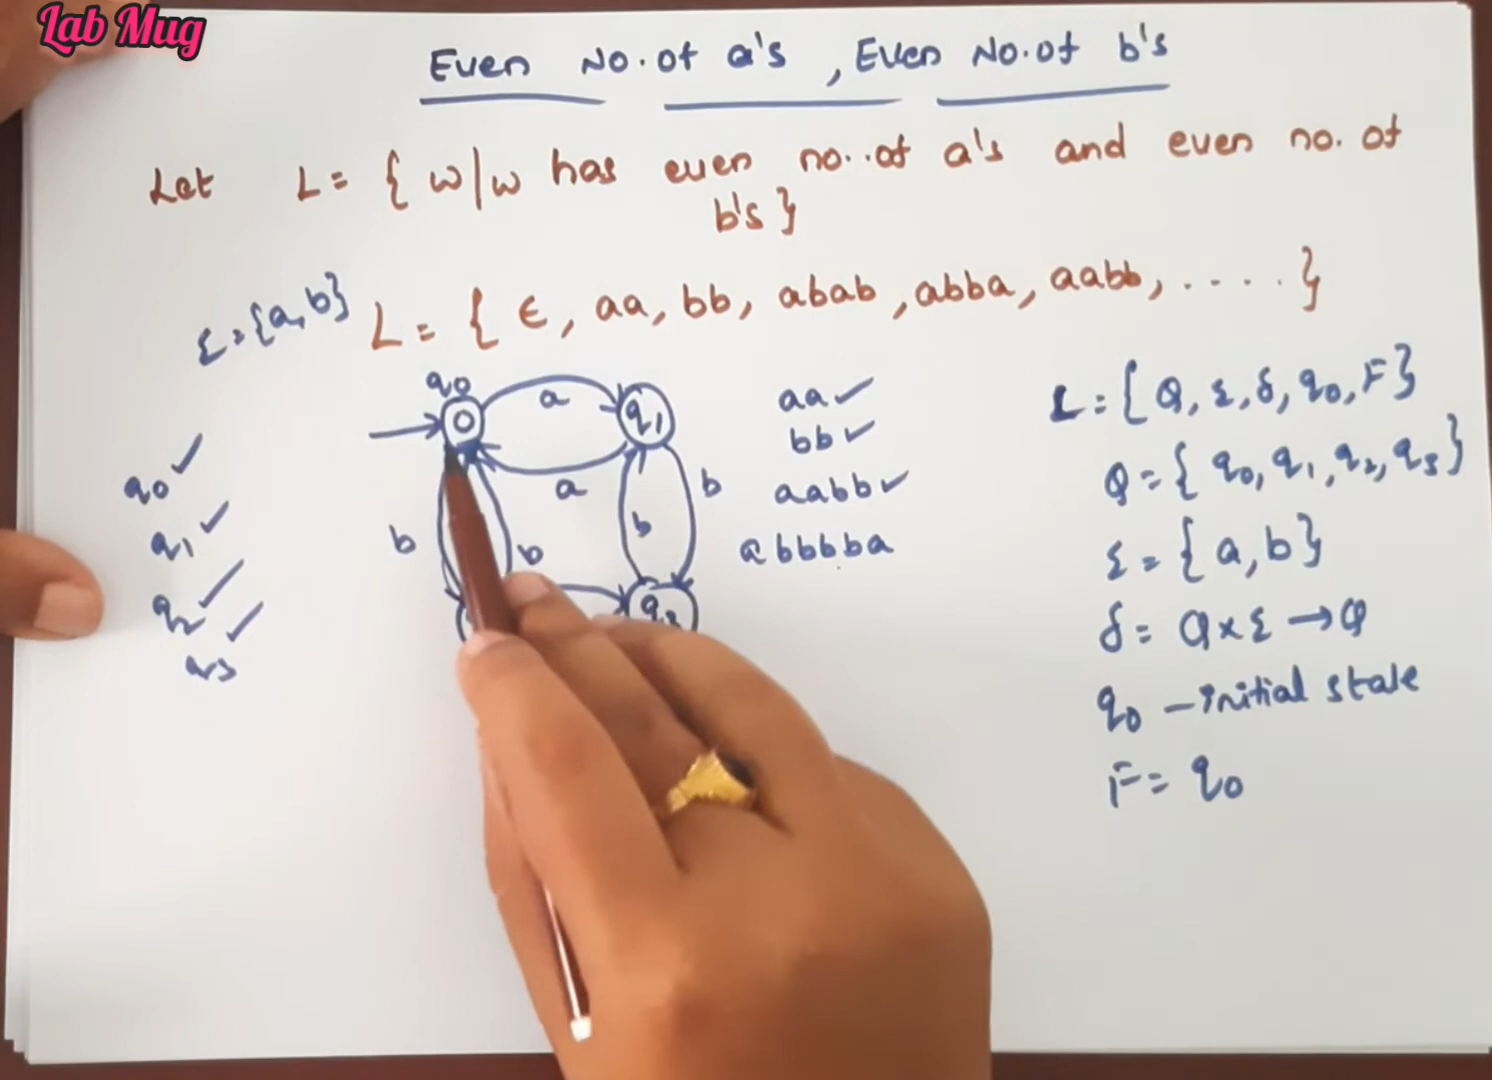 Lab Mug
Even No. of a's, Even No. of b's
Let L = { w/w has even no. of a's and even no. of
b's }
Σ = {a, b}
L = { ε, aa, bb, abab, abba, aabb, ..... }
q0
a
q1
a
b
b
b
b
aa ✓
bb ✓
aabb ✓
abbbba
q0 ✓
q1 ✓
q2 ✓
q3 ✓
L = { Q, Σ, δ, q0, F }
Q = { q0, q1, q2, q3 }
Σ = { a, b }
δ = Q × Σ → Q
q0 – initial state
F = q0